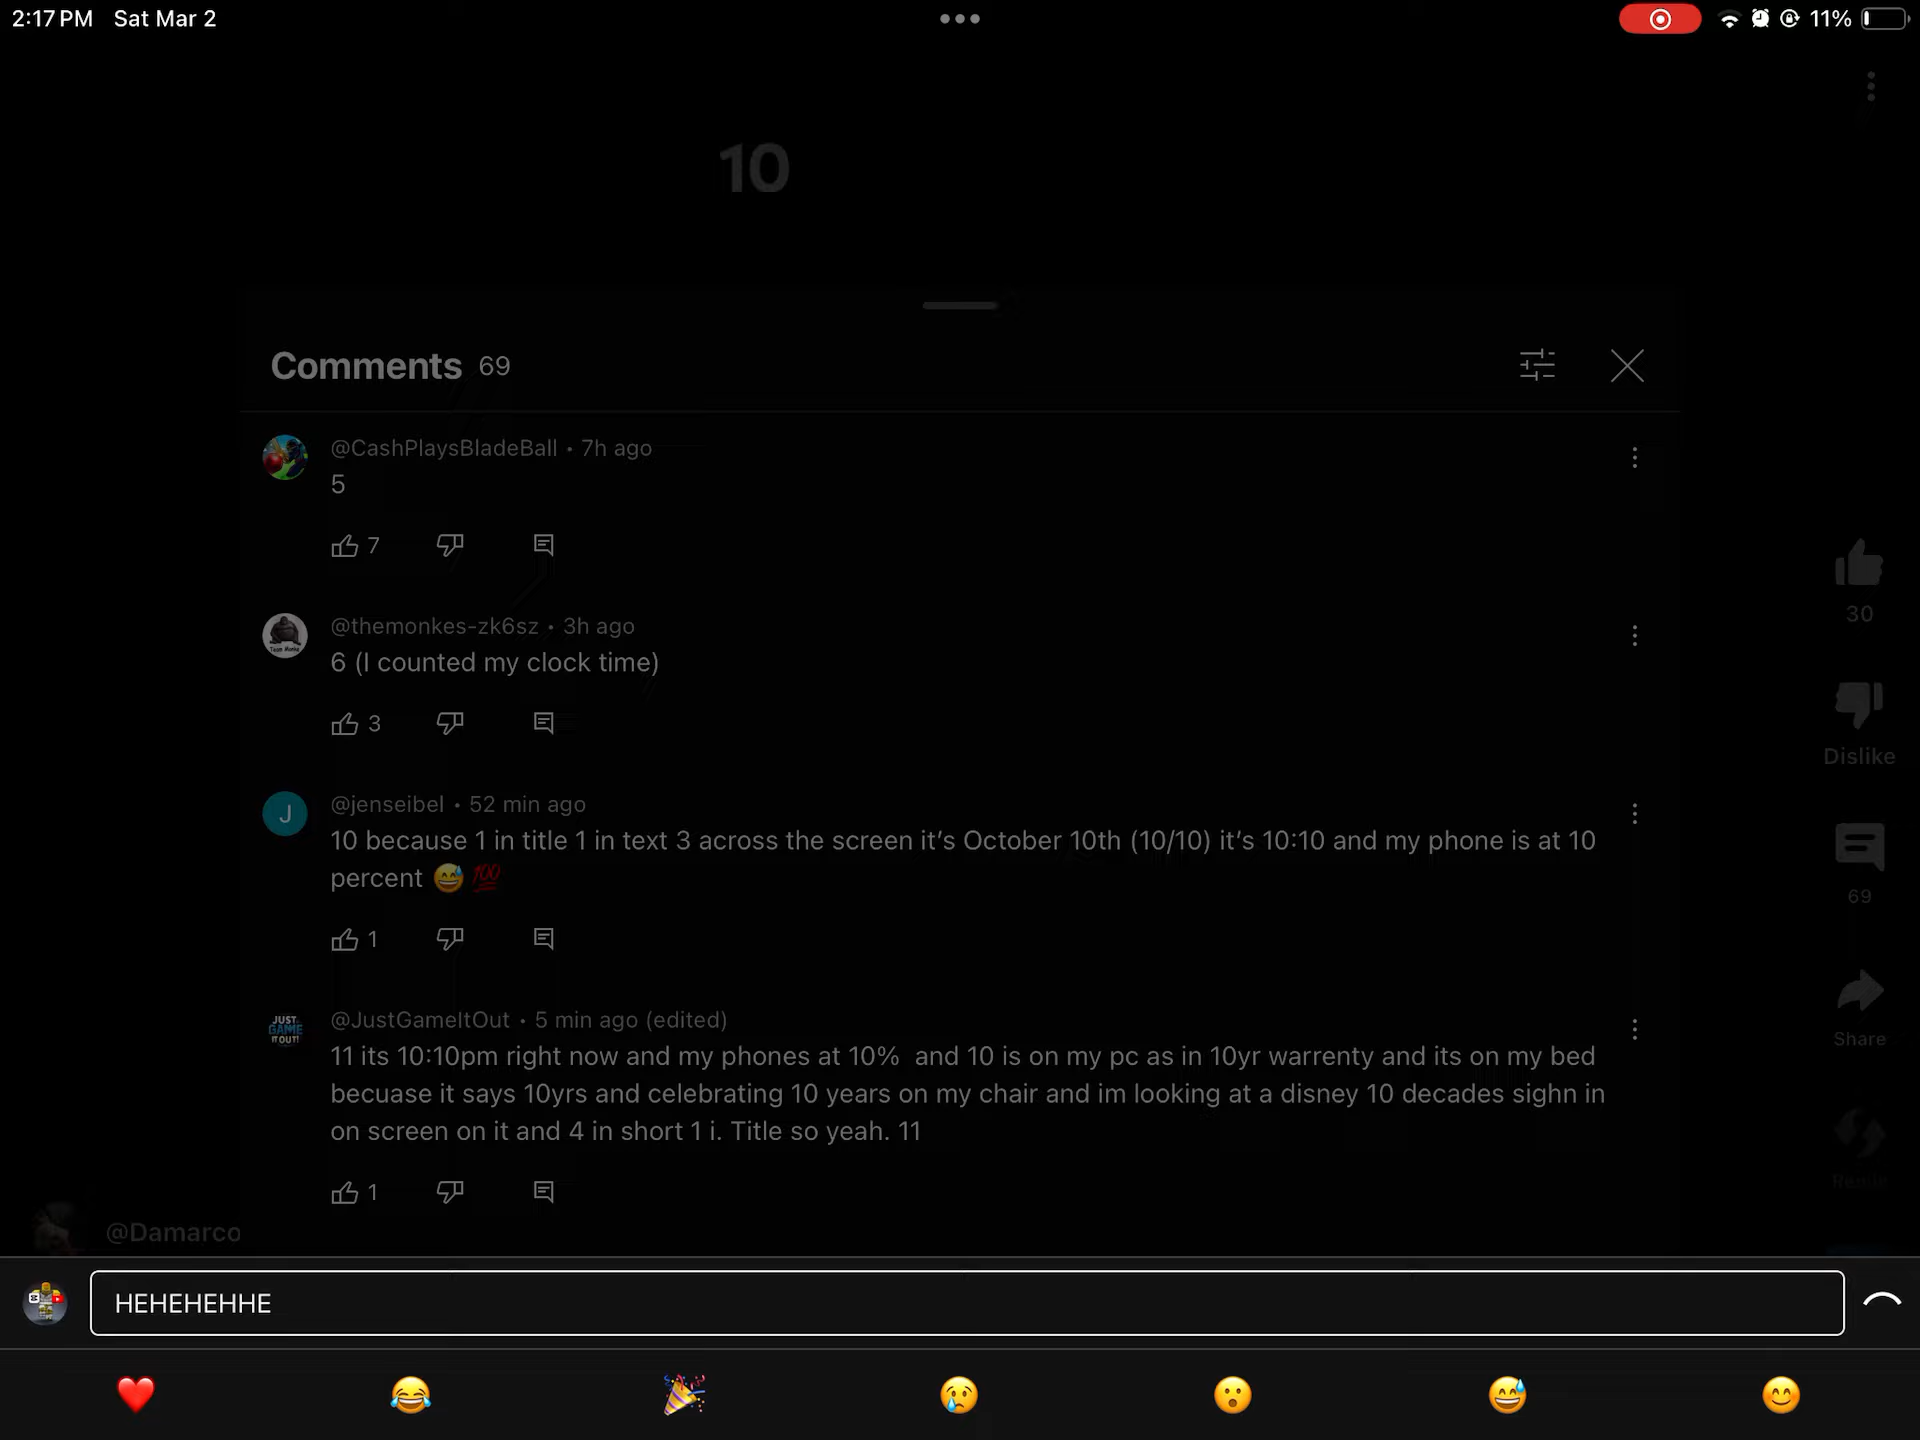 2:17 PM Sat Mar 2
11%
10
Comments 69
@CashPlaysBladeBall • 7h ago
5
7
@themonkes-zk6sz • 3h ago
6 (I counted my clock time)
3
30
Dislike
J
@jenseibel • 52 min ago
10 because 1 in title 1 in text 3 across the screen it's October 10th (10/10) it's 10:10 and my phone is at 10
percent 😅 💯
1
69
JUST
GAME
IT OUT!
@JustGameItOut • 5 min ago (edited)
11 its 10:10pm right now and my phones at 10%  and 10 is on my pc as in 10yr warrenty and its on my bed
becuase it says 10yrs and celebrating 10 years on my chair and im looking at a disney 10 decades sighn in
on screen on it and 4 in short 1 i. Title so yeah. 11
1
Share
Remix
@Damarco
HEHEHEHHE